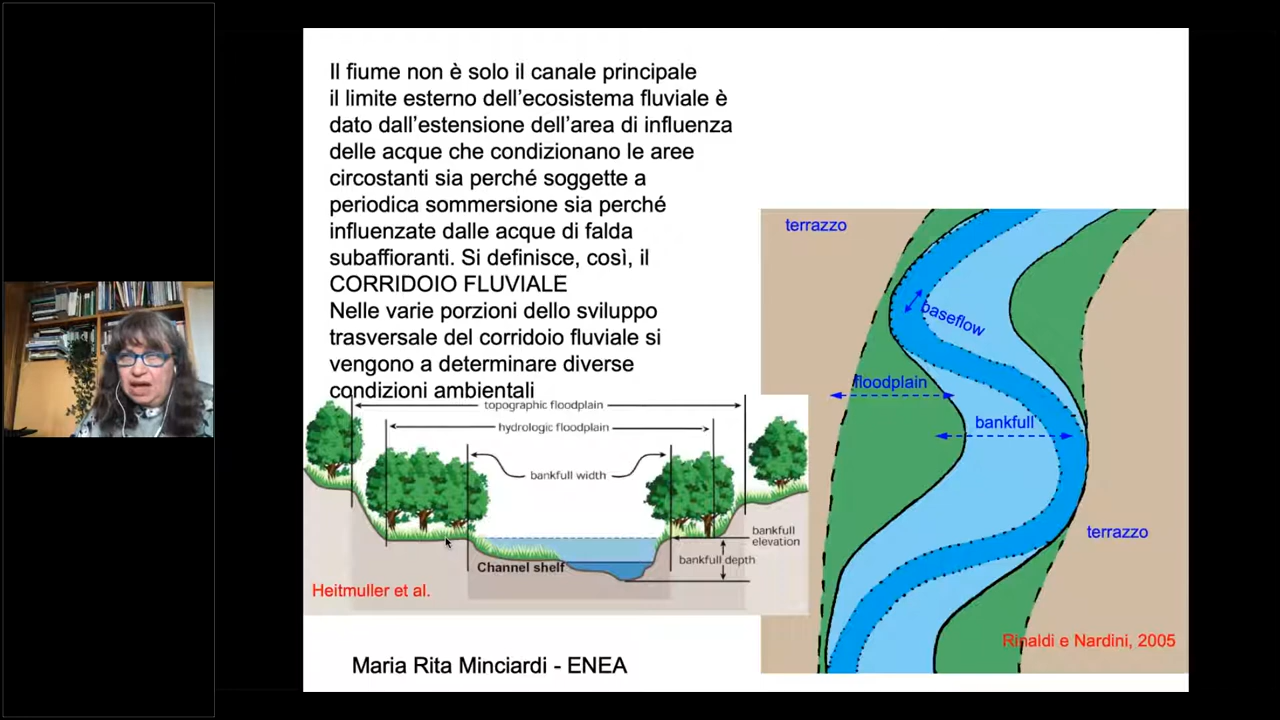 Il fiume non è solo il canale principale
il limite esterno dell'ecosistema fluviale è
dato dall'estensione dell'area di influenza
delle acque che condizionano le aree
circostanti sia perché soggette a
periodica sommersione sia perché
influenzate dalle acque di falda
subaffioranti. Si definisce, così, il
CORRIDOIO FLUVIALE
Nelle varie porzioni dello sviluppo
trasversale del corridoio fluviale si
vengono a determinare diverse
condizioni ambientali
topographic floodplain
hydrologic floodplain
bankfull width
bankfull
elevation
bankfull depth
Channel shelf
Heitmuller et al.
terrazzo
baseflow
floodplain
bankfull
terrazzo
Rinaldi e Nardini, 2005
Maria Rita Minciardi - ENEA